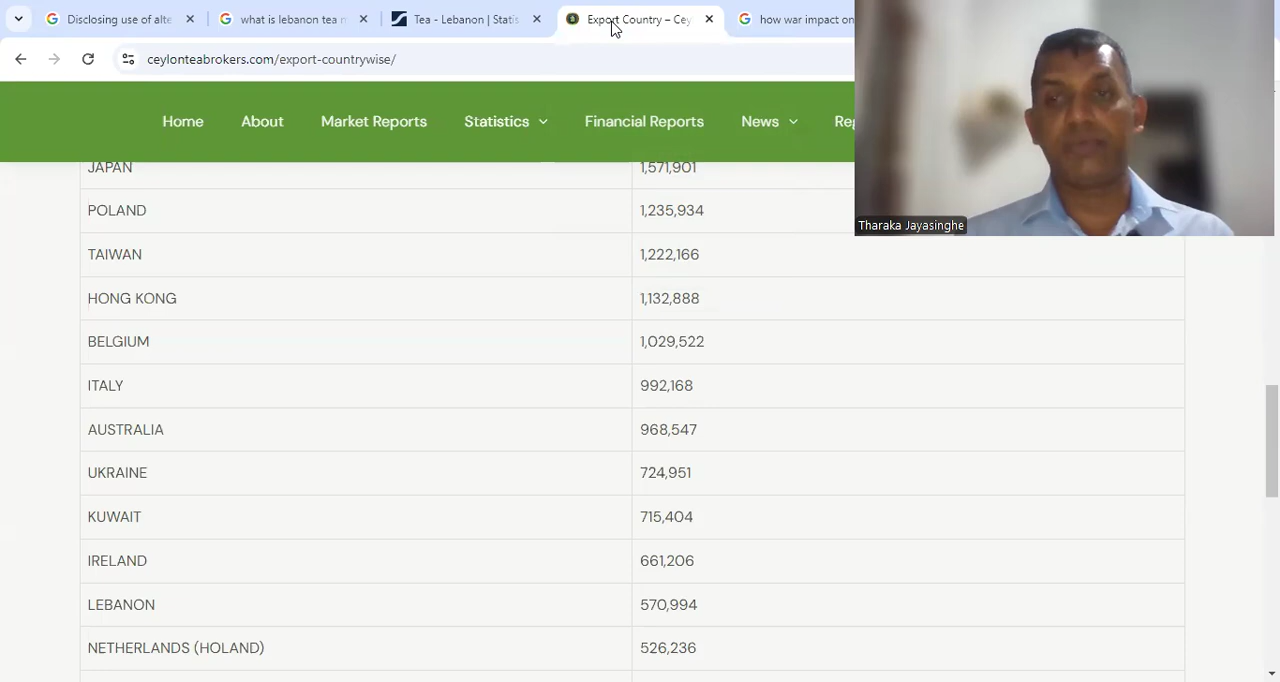 Disclosing use of alte
what is lebanon tea m
Tea - Lebanon | Statis
Export Country – Cey
how war impact on
ceylonteabrokers.com/export-countrywise/
Home About Market Reports Statistics Financial Reports News Re
Tharaka Jayasinghe
JAPAN 1,571,901
POLAND 1,235,934
TAIWAN 1,222,166
HONG KONG 1,132,888
BELGIUM 1,029,522
ITALY 992,168
AUSTRALIA 968,547
UKRAINE 724,951
KUWAIT 715,404
IRELAND 661,206
LEBANON 570,994
NETHERLANDS (HOLAND) 526,236